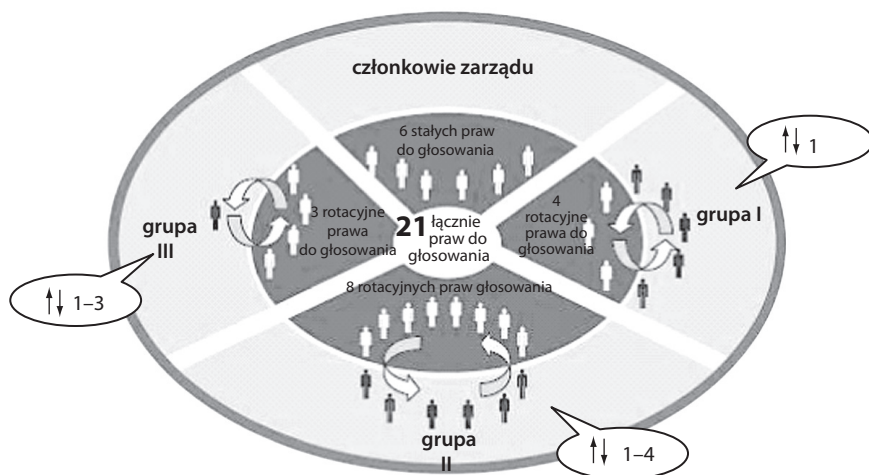 członkowie zarządu
6 stałych praw
do głosowania
↑↓ 1
grupa I
4
rotacyjne
prawa do
głosowania
21 łącznie
praw do
głosowania
3 rotacyjne
prawa
do głosowania
grupa
III
↑↓ 1–3
8 rotacyjnych praw głosowania
grupa
II
↑↓ 1–4